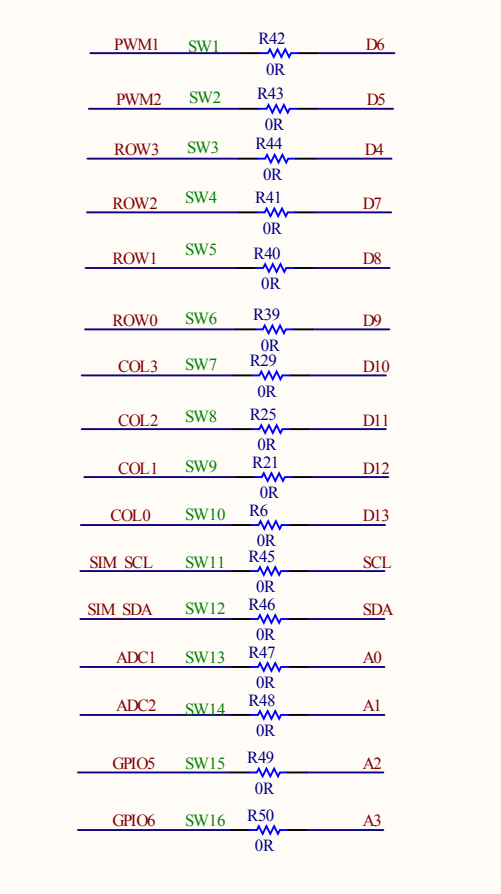 PWM1 SW1 R42 D6
0R
PWM2 SW2 R43 D5
0R
ROW3 SW3 R44 D4
0R
ROW2 SW4 R41 D7
0R
ROW1 SW5 R40 D8
0R
ROW0 SW6 R39 D9
0R
COL3 SW7 R29 D10
0R
COL2 SW8 R25 D11
0R
COL1 SW9 R21 D12
0R
COL0 SW10 R6 D13
0R
SIM_SCL SW11 R45 SCL
0R
SIM_SDA SW12 R46 SDA
0R
ADC1 SW13 R47 A0
0R
ADC2 SW14 R48 A1
0R
GPIO5 SW15 R49 A2
0R
GPIO6 SW16 R50 A3
0R